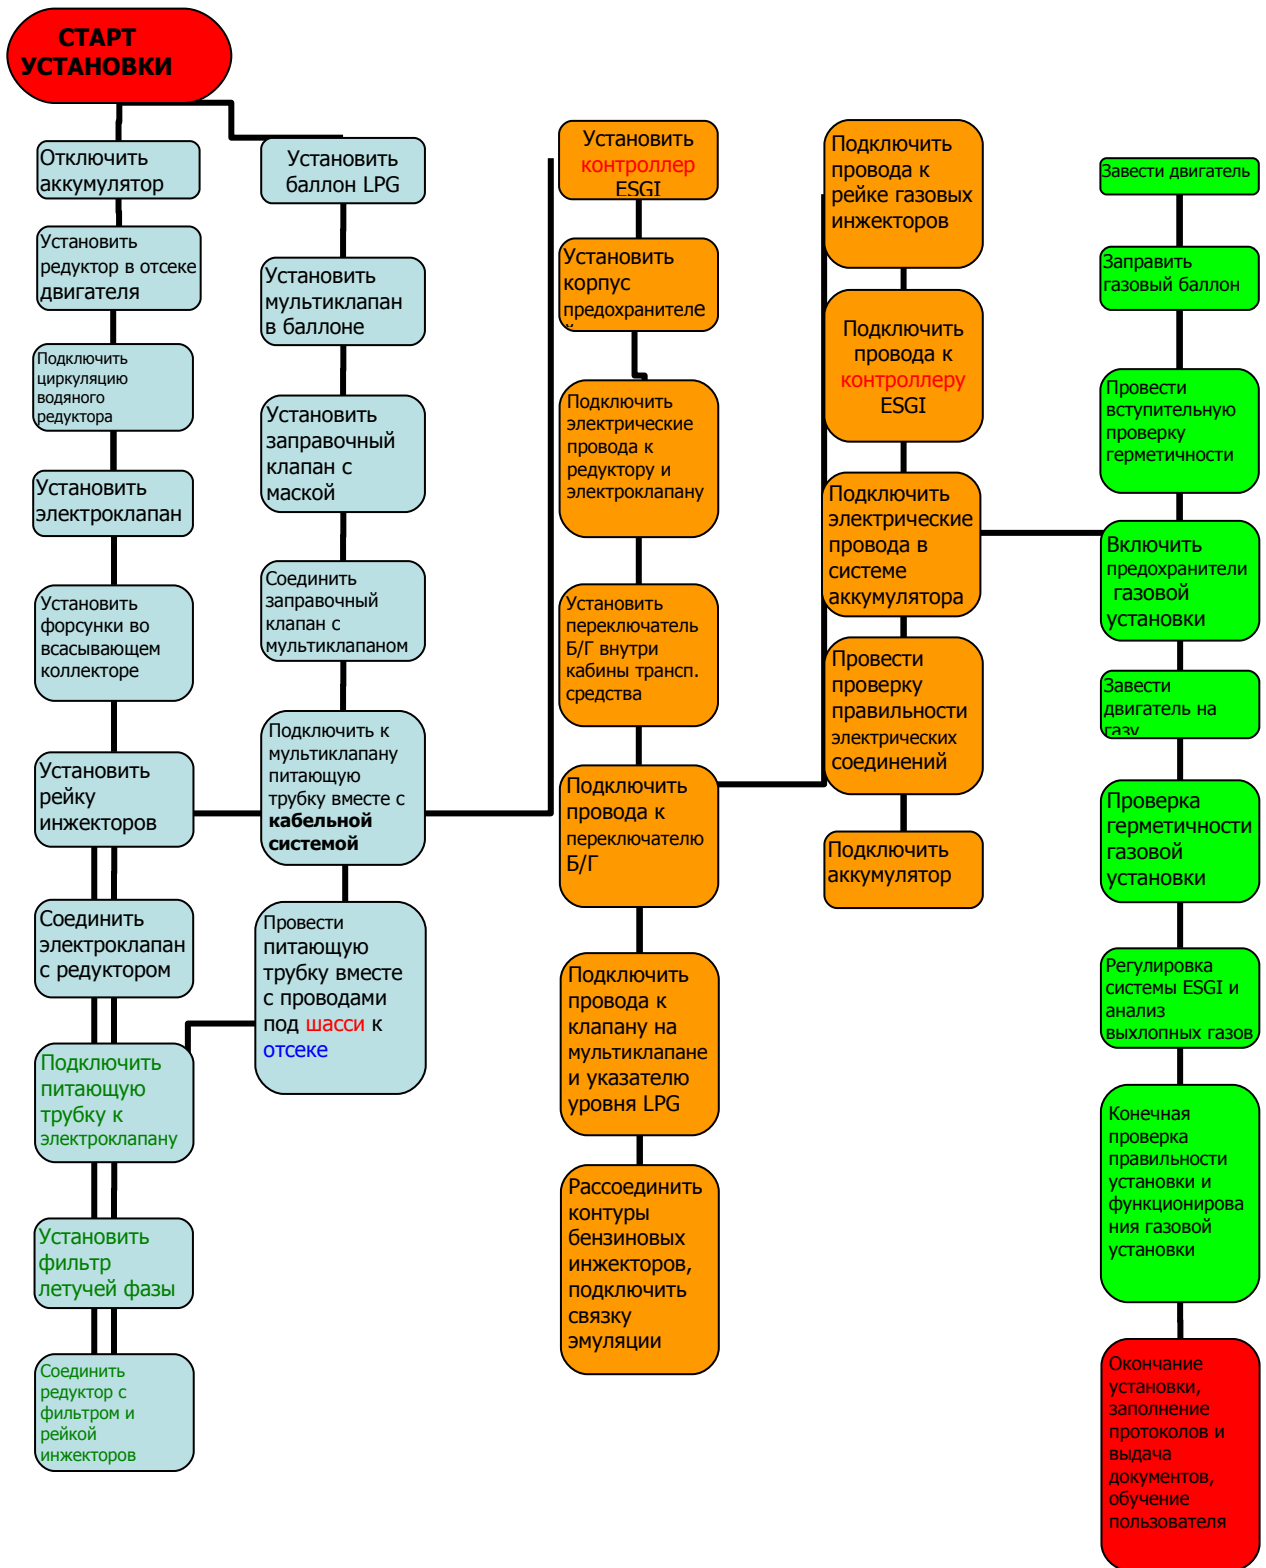 СТАРТ
УСТАНОВКИ
Отключить
аккумулятор
Установить
редуктор в отсеке
двигателя
Подключить
циркуляцию
водяного
редуктора
Установить
электроклапан
Установить
форсунки во
всасывающем
коллекторе
Установить
рейку
инжекторов
Соединить
электроклапан
с редуктором
Подключить
питающую
трубку к
электроклапану
Установить
фильтр
летучей фазы
Соединить
редуктор с
фильтром и
рейкой
инжекторов
Установить
баллон LPG
Установить
мультиклапан
в баллоне
Установить
заправочный
клапан с
маской
Соединить
заправочный
клапан с
мультиклапаном
Подключить к
мультиклапану
питающую
трубку вместе с
кабельной
системой
Провести
питающую
трубку вместе
с проводами
под шасси к
отсеке
Установить
контроллер
ESGI
Установить
корпус
предохранителе
й
Подключить
электрические
провода к
редуктору и
электроклапану
Установить
переключатель
Б/Г внутри
кабины трансп.
средства
Подключить
провода к
переключателю
Б/Г
Подключить
провода к
клапану на
мультиклапане
и указателю
уровня LPG
Рассоединить
контуры
бензиновых
инжекторов,
подключить
связку
эмуляции
Подключить
провода к
рейке газовых
инжекторов
Подключить
провода к
контроллеру
ESGI
Подключить
электрические
провода в
системе
аккумулятора
Провести
проверку
правильности
электрических
соединений
Подключить
аккумулятор
Завести двигатель
Заправить
газовый баллон
Провести
вступительную
проверку
герметичности
Включить
предохранители
газовой
установки
Завести
двигатель на
газу
Проверка
герметичности
газовой
установки
Регулировка
системы ESGI и
анализ
выхлопных газов
Конечная
проверка
правильности
установки и
функционирова
ния газовой
установки
Окончание
установки,
заполнение
протоколов и
выдача
документов,
обучение
пользователя